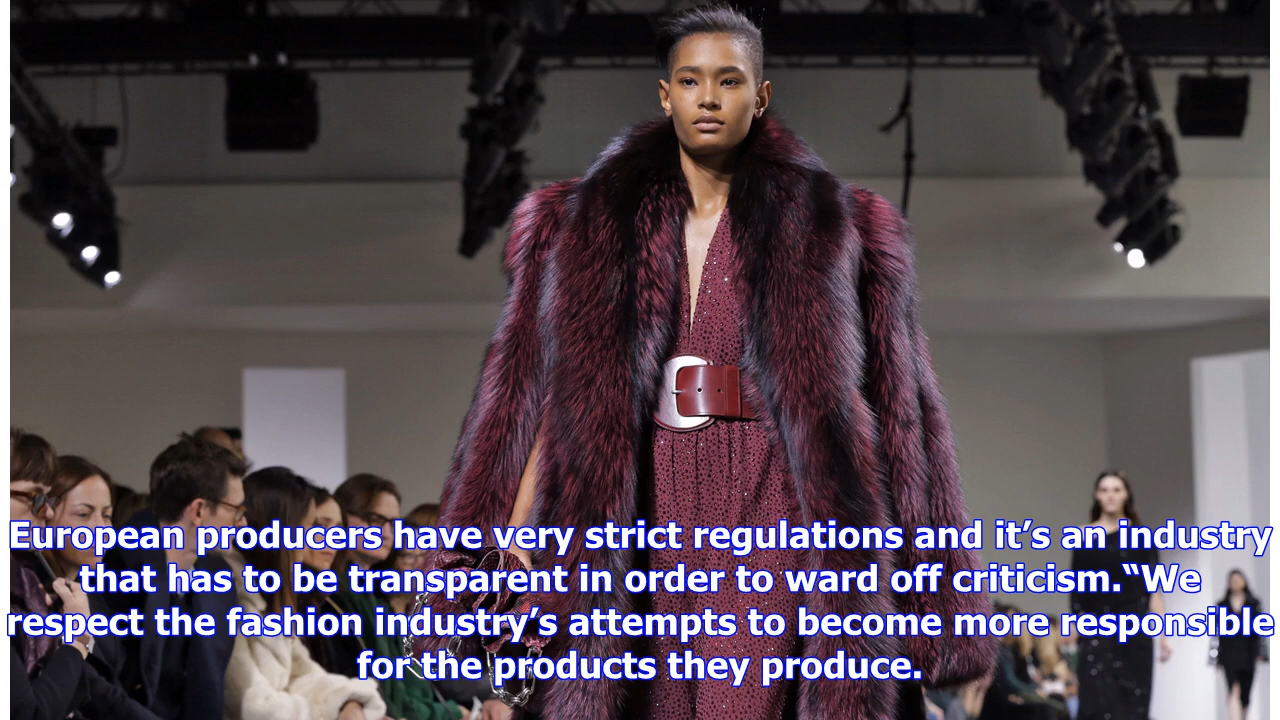 European producers have very strict regulations and it’s an industry
that has to be transparent in order to ward off criticism.“We
respect the fashion industry’s attempts to become more responsible
for the products they produce.